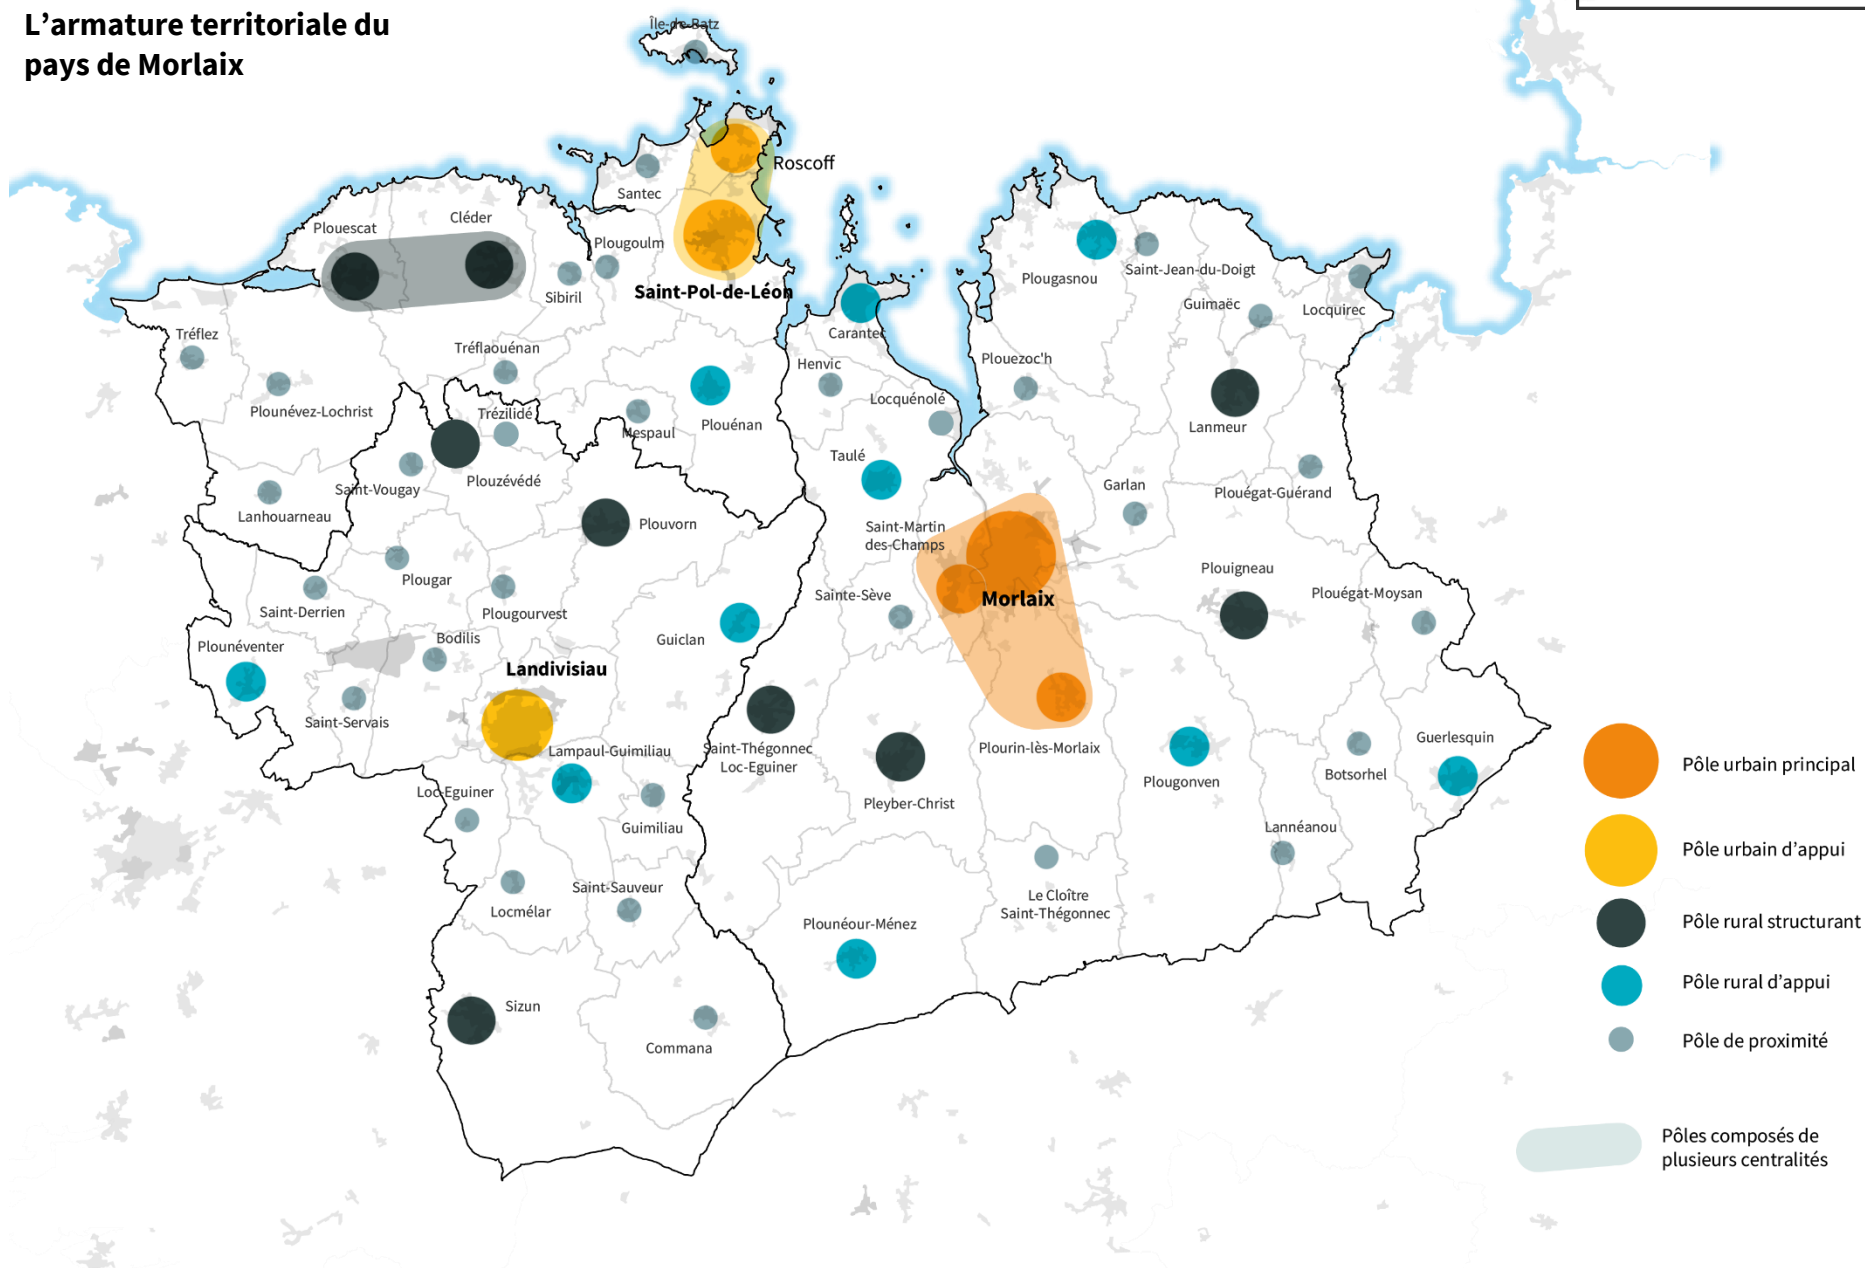 L’armature territoriale du
pays de Morlaix
Île-de-Batz
Roscoff
Santec
Cléder
Plouescat
Plougoulm
Sibiril
Saint-Pol-de-Léon
Plougasnou
Saint-Jean-du-Doigt
Guimaëc
Locquirec
Carantec
Tréflez
Tréflaouénan
Henvic
Plouezoc'h
Locquénolé
Plounévez-Lochrist
Trézilidé
Mespaul
Plouénan
Lanmeur
Taulé
Plouzévédé
Saint-Vougay
Garlan
Plouégat-Guérand
Lanhouarneau
Plouvorn
Saint-Martin
des-Champs
Plougar
Plouigneau
Sainte-Sève
Morlaix
Plouégat-Moysan
Saint-Derrien
Plougourvest
Guiclan
Bodilis
Plounéventer
Landivisiau
Saint-Servais
Lampaul-Guimiliau
Saint-Thégonnec
Loc-Eguiner
Plourin-lès-Morlaix
Guerlesquin
Botsorhel
Plougonven
Loc-Eguiner
Pleyber-Christ
Guimiliau
Lannéanou
Saint-Sauveur
Locmélar
Le Cloître
Saint-Thégonnec
Plounéour-Ménez
Sizun
Commana
Pôle urbain principal
Pôle urbain d’appui
Pôle rural structurant
Pôle rural d’appui
Pôle de proximité
Pôles composés de
plusieurs centralités